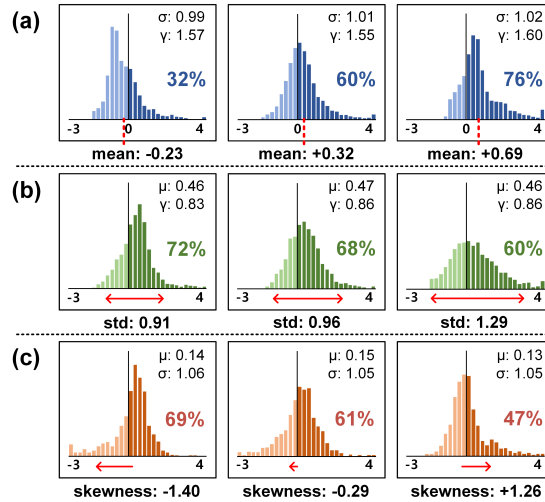 (a)
σ: 0.99
γ: 1.57
32%
-3 0 4
mean: -0.23
σ: 1.01
γ: 1.55
60%
-3 0 4
mean: +0.32
σ: 1.02
γ: 1.60
76%
-3 0 4
mean: +0.69
(b)
μ: 0.46
γ: 0.83
72%
-3 4
std: 0.91
μ: 0.47
γ: 0.86
68%
-3 4
std: 0.96
μ: 0.46
γ: 0.86
60%
-3 4
std: 1.29
(c)
μ: 0.14
σ: 1.06
69%
-3 4
skewness: -1.40
μ: 0.15
σ: 1.05
61%
-3 4
skewness: -0.29
μ: 0.13
σ: 1.05
47%
-3 4
skewness: +1.26